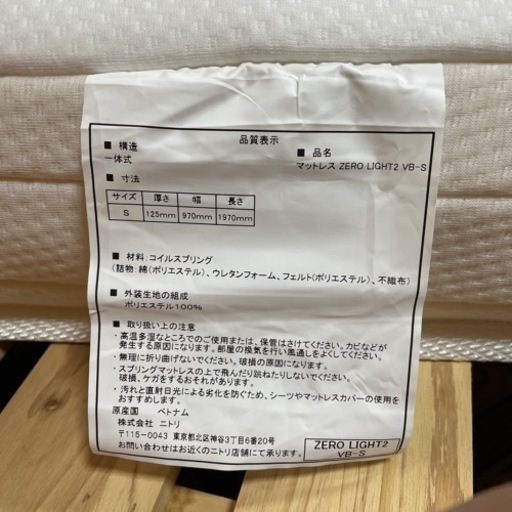 品質表示
■ 構造
一体式
■ 品名
マットレス ZERO LIGHT2 VB-S
■ 寸法
サイズ 厚さ 幅 長さ
S 125mm 970mm 1970mm
■ 材料：コイルスプリング
（詰物：綿（ポリエステル）、ウレタンフォーム、フェルト（ポリエステル）、不織布）
■ 外装生地の組成
ポリエステル100%
■ 取り扱い上の注意
・高温多湿なところでのご使用または、保管はさけてください。カビなどが
発生する原因になります。部屋の換気を行い風通しをよくしてください。
・無理に折り曲げないでください。破損の原因になります。
・スプリングマットレスの上で飛んだり跳ねたりしないでください。
破損、ケガをするおそれがあります。
・汚れと直射日光による劣化を防ぐため、シーツやマットレスカバーの使用を
おすすめします。
原産国 ベトナム
株式会社 ニトリ
〒115-0043 東京都北区神谷3丁目6番20号
お問い合わせはお近くのニトリ店舗にて承ります。
ZERO LIGHT2
VB-S